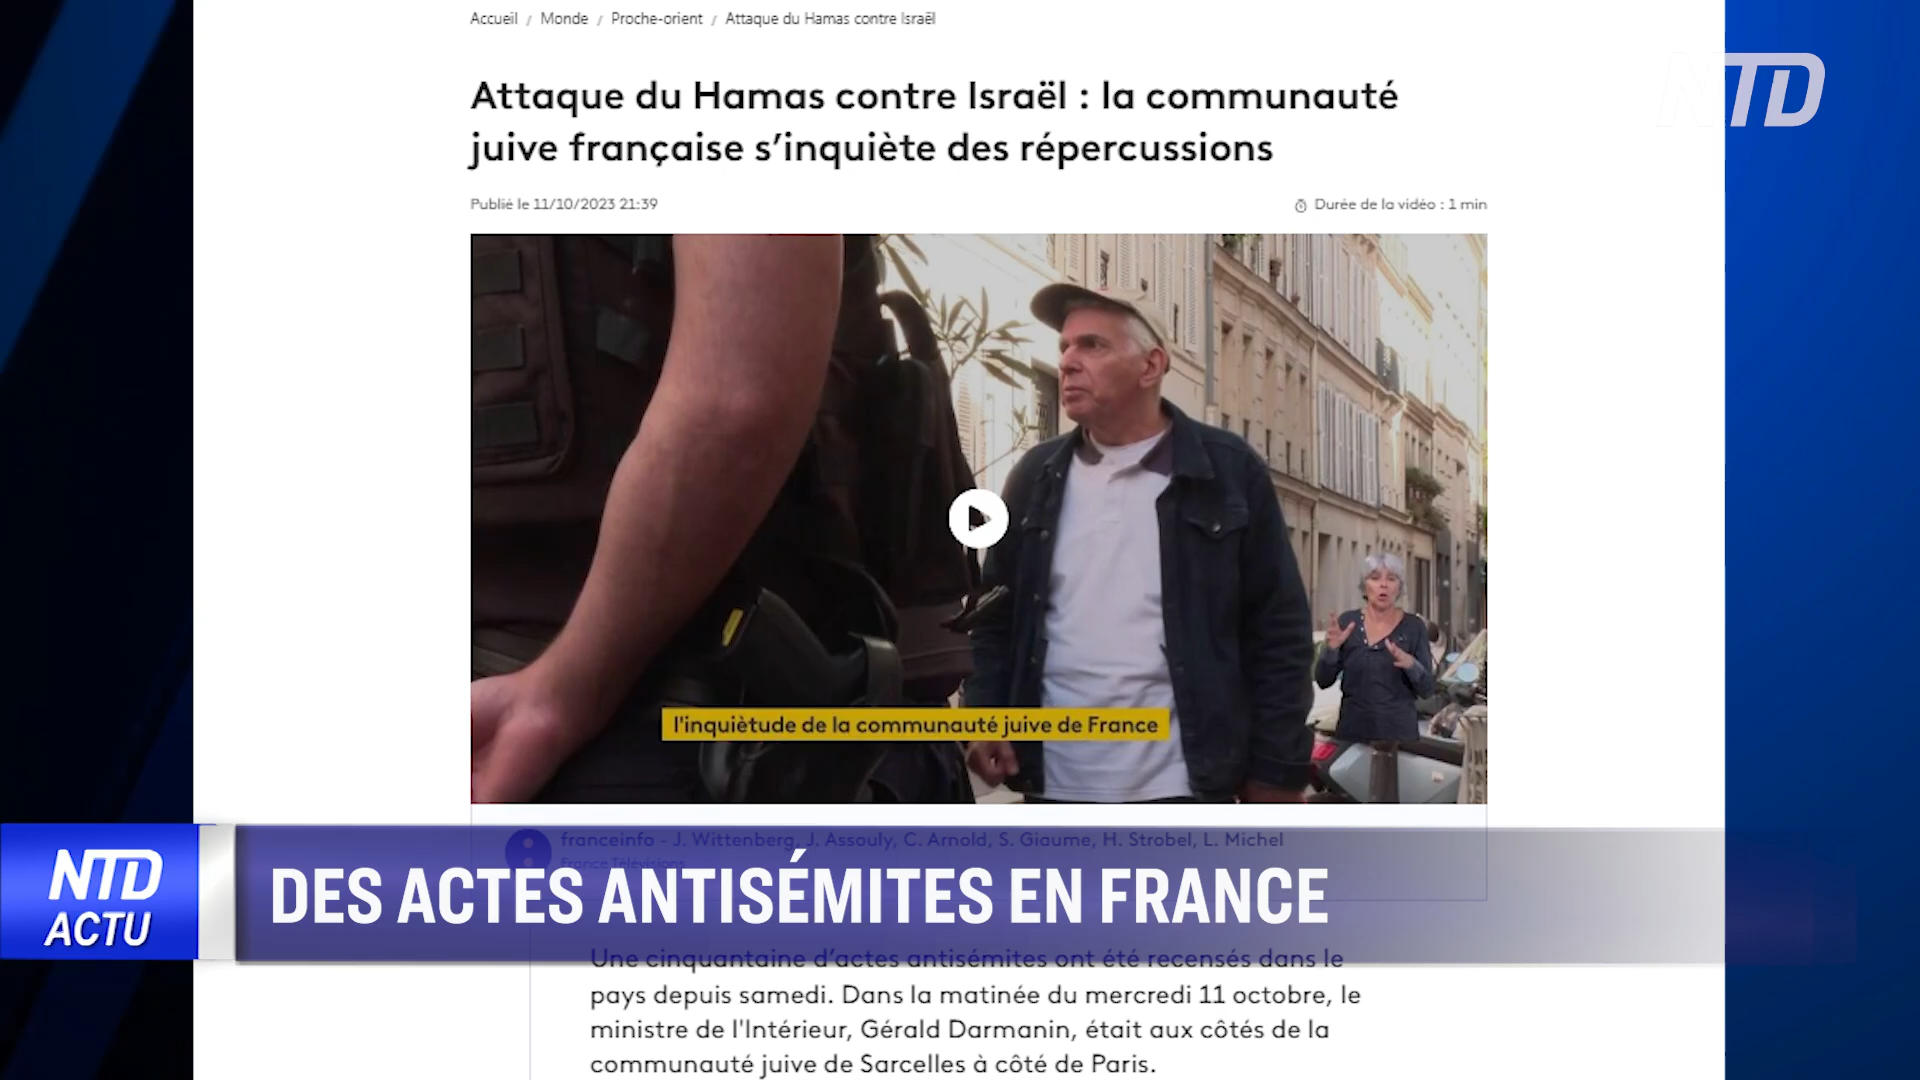 Accueil / Monde / Proche-orient / Attaque du Hamas contre Israël
NTD
Attaque du Hamas contre Israël : la communauté
juive française s’inquiète des répercussions
Publié le 11/10/2023 21:39
Durée de la vidéo : 1 min
l'inquiètude de la communauté juive de France
franceinfo - J. Wittenberg, J. Assouly, C. Arnold, S. Giaume, H. Strobel, L. Michel
France Télévisions
NTD
ACTU
DES ACTES ANTISÉMITES EN FRANCE
Une cinquantaine d’actes antisémites ont été recensés dans le
pays depuis samedi. Dans la matinée du mercredi 11 octobre, le
ministre de l'Intérieur, Gérald Darmanin, était aux côtés de la
communauté juive de Sarcelles à côté de Paris.